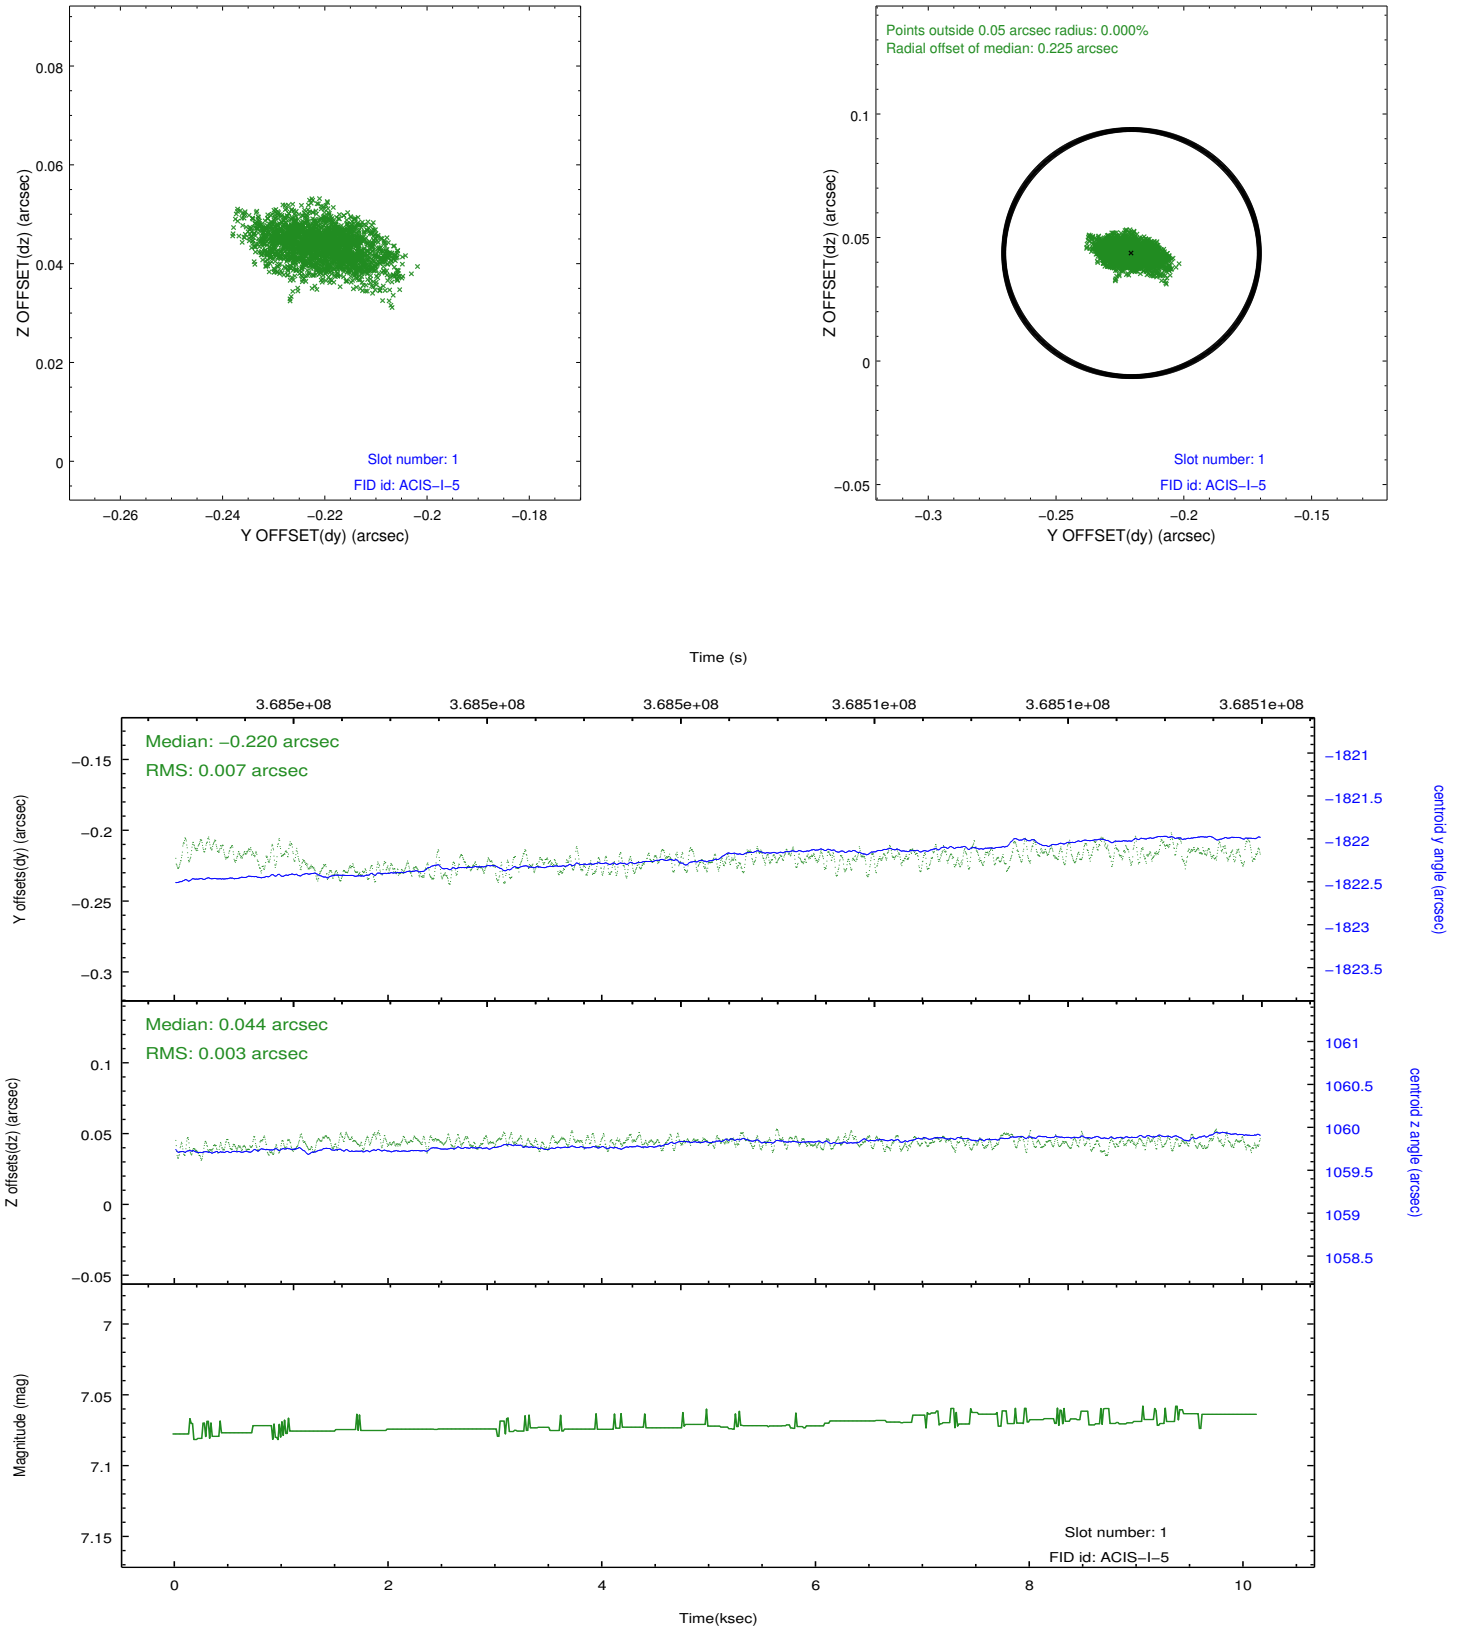 0.08
0.06
0.04
0.02
0
Z OFFSET(dz) (arcsec)
Slot number: 1
FID id: ACIS−I−5
−0.26 −0.24 −0.22 −0.2 −0.18
Y OFFSET(dy) (arcsec)
Points outside 0.05 arcsec radius: 0.000%
Radial offset of median: 0.225 arcsec
0.1
0.05
0
−0.05
Z OFFSET(dz) (arcsec)
Slot number: 1
FID id: ACIS−I−5
−0.3 −0.25 −0.2 −0.15
Y OFFSET(dy) (arcsec)
Time (s)
3.685e+08 3.685e+08 3.685e+08 3.6851e+08 3.6851e+08 3.6851e+08
Median: −0.220 arcsec
RMS: 0.007 arcsec
−0.15
−0.2
−0.25
−0.3
Y offsets(dy) (arcsec)
−1821
−1821.5
−1822
−1822.5
−1823
−1823.5
centroid y angle (arcsec)
Median: 0.044 arcsec
RMS: 0.003 arcsec
0.1
0.05
0
−0.05
Z offsets(dz) (arcsec)
1061
1060.5
1060
1059.5
1059
1058.5
centroid z angle (arcsec)
7
7.05
7.1
7.15
Magnitude (mag)
Slot number: 1
FID id: ACIS−I−5
0 2 4 6 8 10
Time(ksec)